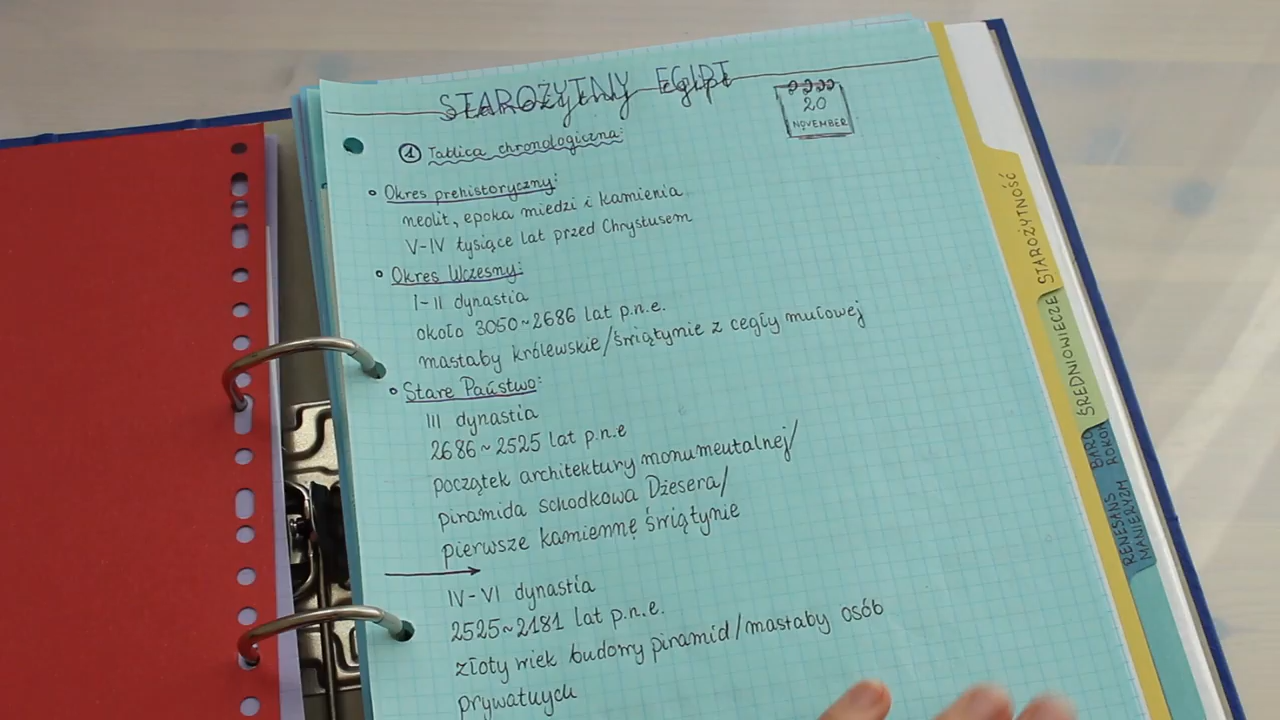 STAROŻYTNY EGIPT
Starożytny Egipt
20
NOVEMBER
1 Tablica chronologiczna:
Okres prehistoryczny:
neolit, epoka miedzi i kamienia
V-IV tysiące lat przed Chrystusem
Okres Wczesny:
I-II dynastia
około 3050~2686 lat p.n.e.
mastaby królewskie/świątynie z cegły mułowej
Stare Państwo:
III dynastia
2686~2525 lat p.n.e
początek architektury monumentalnej/
piramida schodkowa Dżesera/
pierwsze kamiennę świątynie
IV-VI dynastia
2525~2181 lat p.n.e.
złoty wiek budowy piramid/mastaby osób
prywatnych
STAROŻYTNOŚĆ
ŚREDNIOWIECZE
RENESANS
MANIERYZM
BARO
ROKO